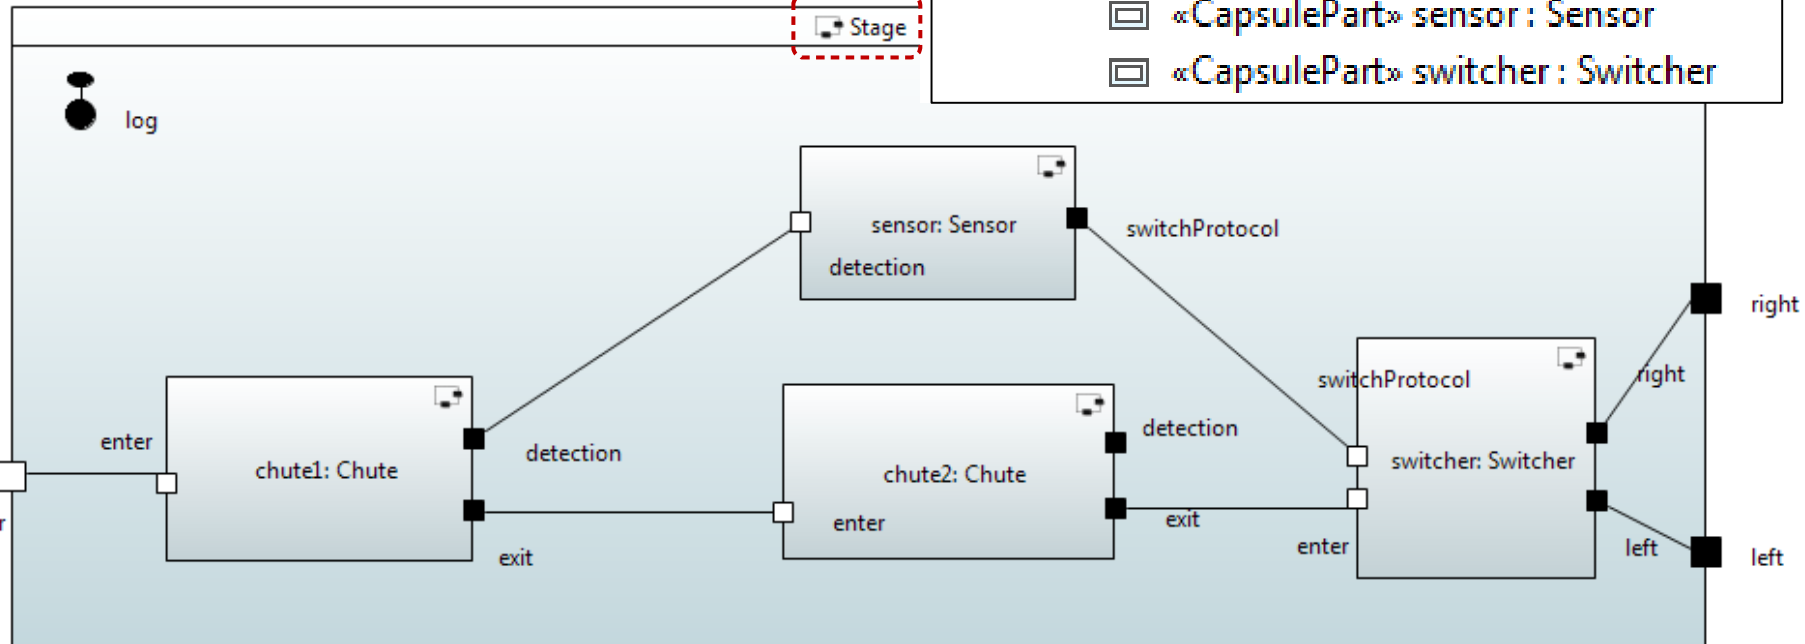 «CapsulePart» sensor : Sensor
Stage
«CapsulePart» switcher : Switcher
log
sensor: Sensor
switchProtocol
detection
right
switchProtocol
right
enter
detection
detection
chute1: Chute
chute2: Chute
switcher: Switcher
r
enter
exit
enter
left
exit
left